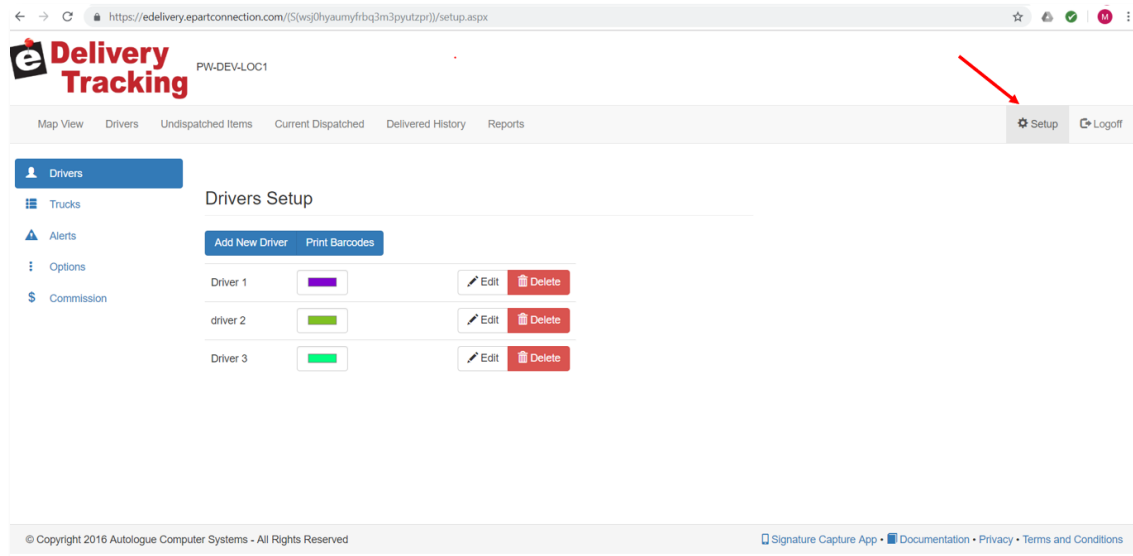 https://edelivery.epartconnection.com/(S(wsj0hyaumyfrbq3m3pyutzpr))/setup.aspx
M
e Delivery
Tracking
PW-DEV-LOC1
Map View Drivers Undispatched Items Current Dispatched Delivered History Reports Setup Logoff
Drivers
Trucks
Alerts
Options
$ Commission
Drivers Setup
Add New Driver Print Barcodes
Driver 1 Edit Delete
driver 2 Edit Delete
Driver 3 Edit Delete
© Copyright 2016 Autologue Computer Systems - All Rights Reserved
Signature Capture App • Documentation • Privacy • Terms and Conditions